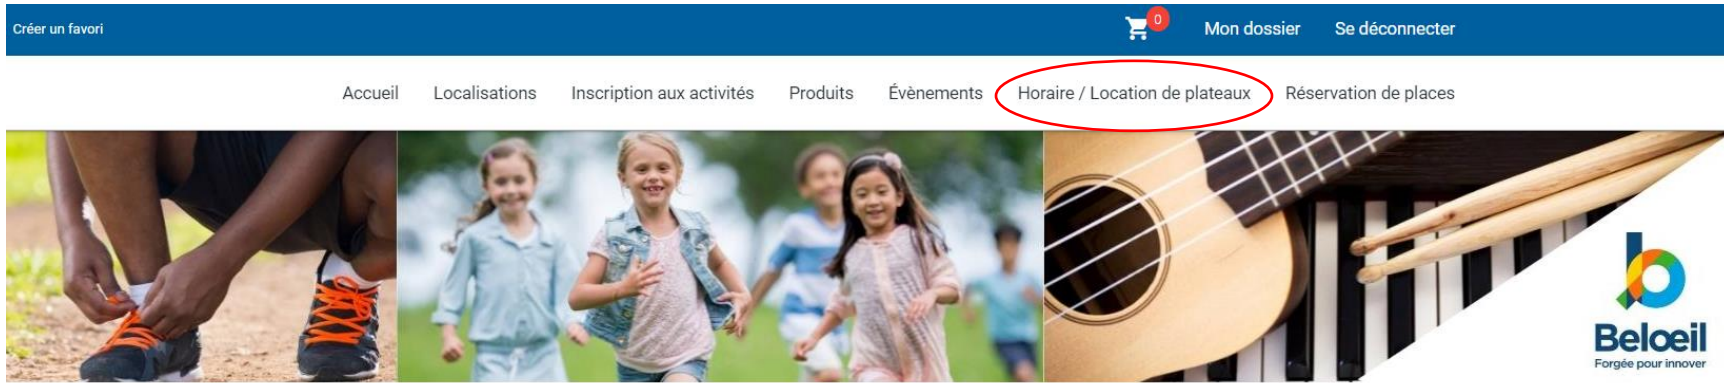 Créer un favori
0
Mon dossier
Se déconnecter
Accueil
Localisations
Inscription aux activités
Produits
Évènements
Horaire / Location de plateaux
Réservation de places
Belœil
Forgée pour innover